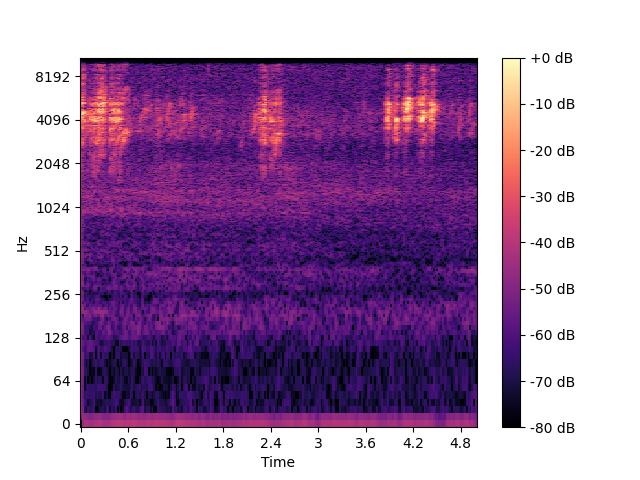 Hz
8192
4096
2048
1024
512
256
128
64
0
0 0.6 1.2 1.8 2.4 3 3.6 4.2 4.8
Time
+0 dB
-10 dB
-20 dB
-30 dB
-40 dB
-50 dB
-60 dB
-70 dB
-80 dB